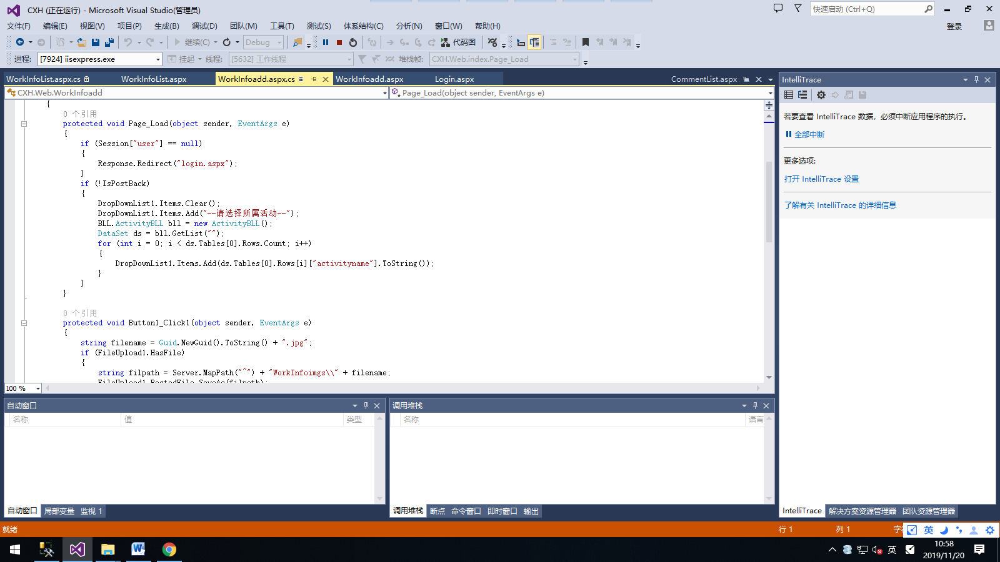 CXH (正在运行) - Microsoft Visual Studio(管理员)
快速启动 (Ctrl+Q)
文件(F) 编辑(E) 视图(V) 项目(P) 生成(B) 调试(D) 团队(M) 工具(T) 测试(S) 体系结构(C) 分析(N) 窗口(W) 帮助(H)
登录
继续(C) Debug 代码图
进程: [7924] iisexpress.exe 挂起 线程: [5632] 工作线程 堆栈帧: CXH.Web.index.Page_Load
WorkInfoList.aspx.cs WorkInfoList.aspx WorkInfoadd.aspx.cs WorkInfoadd.aspx Login.aspx CommentList.aspx
CXH.Web.WorkInfoadd Page_Load(object sender, EventArgs e)
{
0 个引用
protected void Page_Load(object sender, EventArgs e)
{
if (Session["user"] == null)
{
Response.Redirect("login.aspx");
}
if (!IsPostBack)
{
DropDownList1.Items.Clear();
DropDownList1.Items.Add("--请选择所属活动--");
BLL.ActivityBLL bll = new ActivityBLL();
DataSet ds = bll.GetList("");
for (int i = 0; i < ds.Tables[0].Rows.Count; i++)
{
DropDownList1.Items.Add(ds.Tables[0].Rows[i]["activityname"].ToString());
}
}
}
0 个引用
protected void Button1_Click1(object sender, EventArgs e)
{
string filename = Guid.NewGuid().ToString() + ".jpg";
if (FileUpload1.HasFile)
{
string filpath = Server.MapPath("~") + "WorkInfoimgs\\" + filename;
FileUpload1.PostedFile.SaveAs(filpath);
100 %
IntelliTrace
若要查看 IntelliTrace 数据，必须中断应用程序的执行。
全部中断
更多选项:
打开 IntelliTrace 设置
了解有关 IntelliTrace 的详细信息
自动窗口
名称 值 类型
调用堆栈
名称 语言
自动窗口 局部变量 监视 1
调用堆栈 断点 命令窗口 即时窗口 输出
IntelliTrace 解决方案资源管理器 团队资源管理器
就绪 行 1 列 1
英
英
10:58
2019/11/20